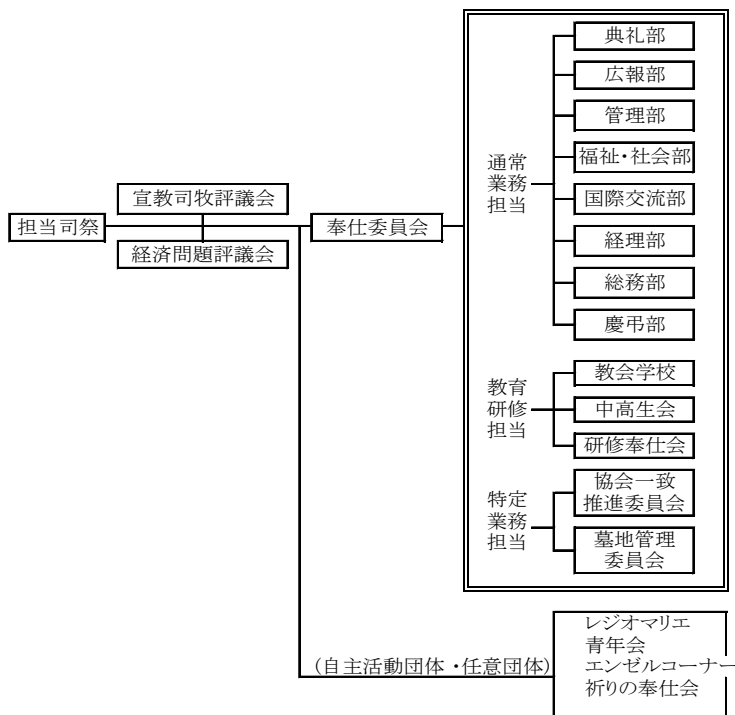 担当司祭
宣教司牧評議会
経済問題評議会
奉仕委員会
通常
業務
担当
典礼部
広報部
管理部
福祉・社会部
国際交流部
経理部
総務部
慶弔部
教育
研修
担当
教会学校
中高生会
研修奉仕会
特定
業務
担当
協会一致
推進委員会
墓地管理
委員会
(自主活動団体・任意団体)
レジオマリエ
青年会
エンゼルコーナー
祈りの奉仕会